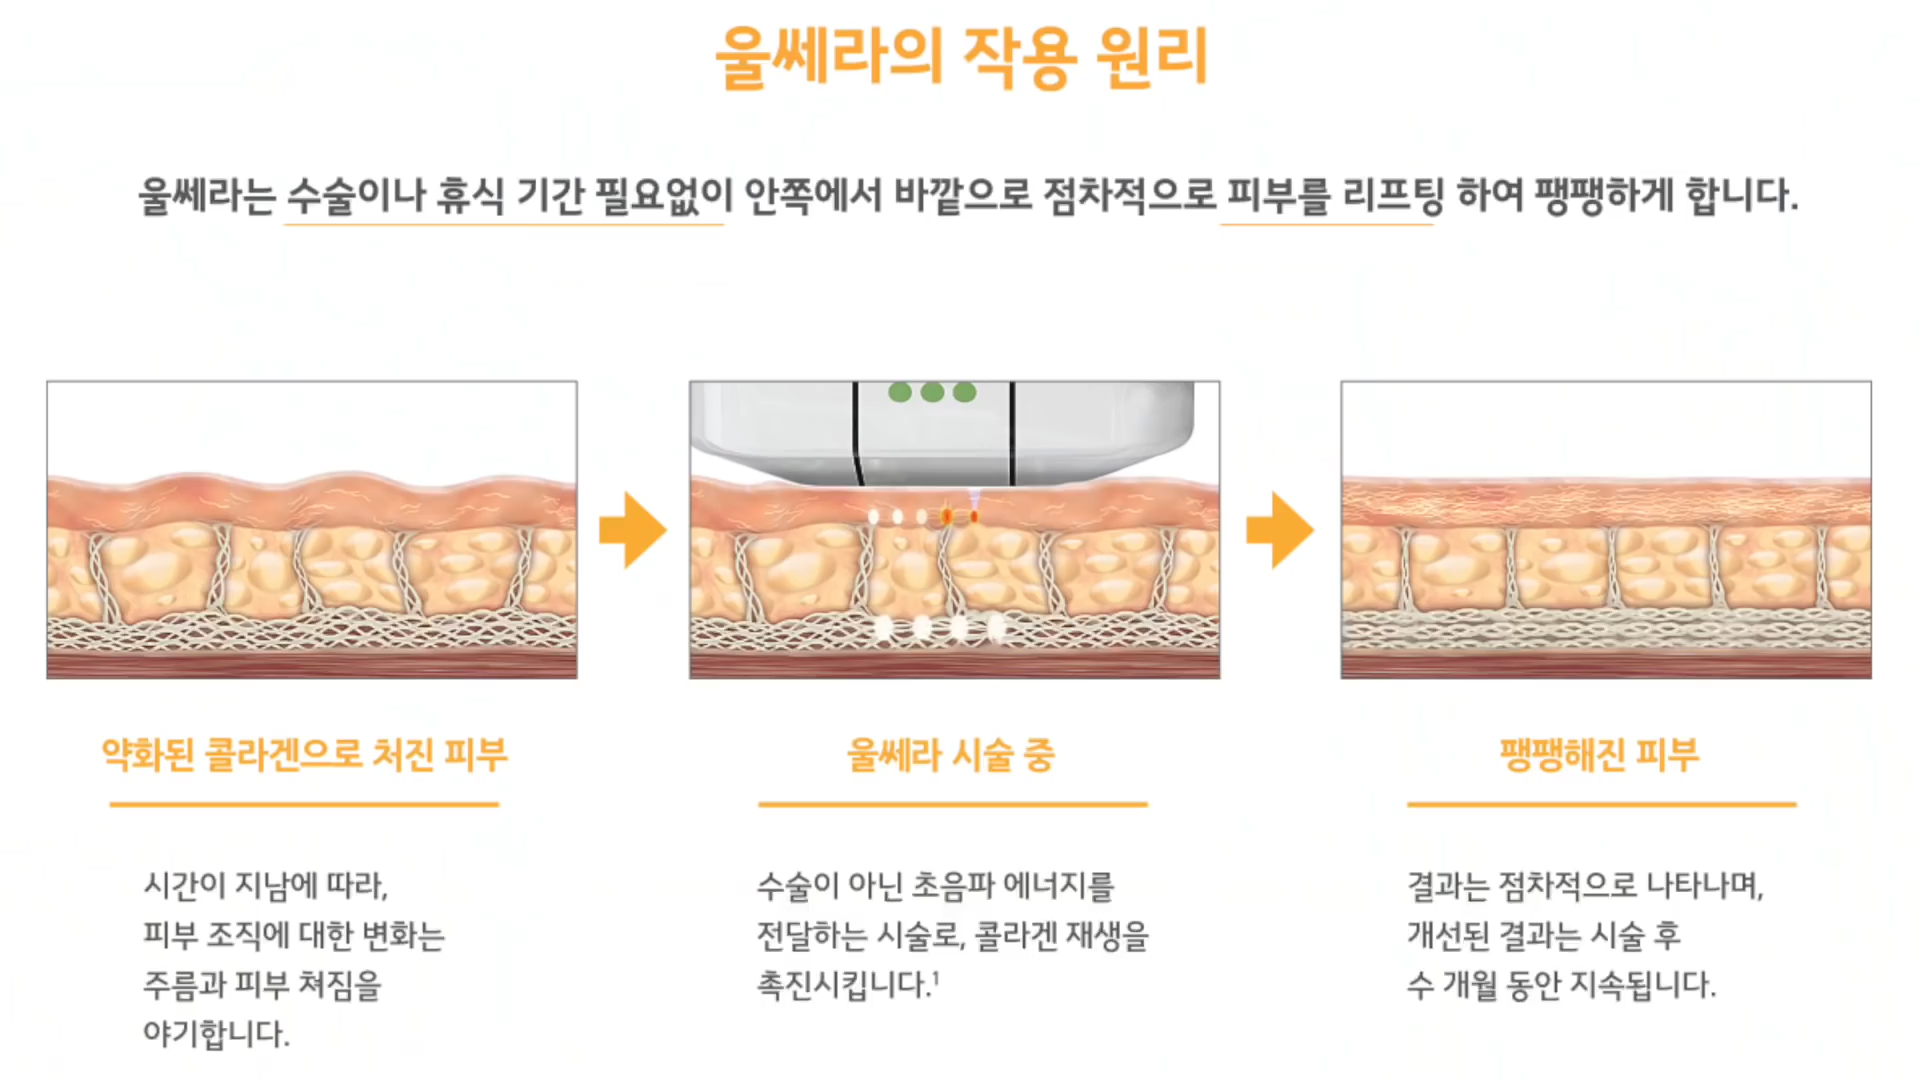 울쎄라의 작용 원리
울쎄라는 수술이나 휴식 기간 필요없이 안쪽에서 바깥으로 점차적으로 피부를 리프팅 하여 팽팽하게 합니다.
약화된 콜라겐으로 처진 피부
시간이 지남에 따라,
피부 조직에 대한 변화는
주름과 피부 쳐짐을
야기합니다.
울쎄라 시술 중
수술이 아닌 초음파 에너지를
전달하는 시술로, 콜라겐 재생을
촉진시킵니다.¹
팽팽해진 피부
결과는 점차적으로 나타나며,
개선된 결과는 시술 후
수 개월 동안 지속됩니다.